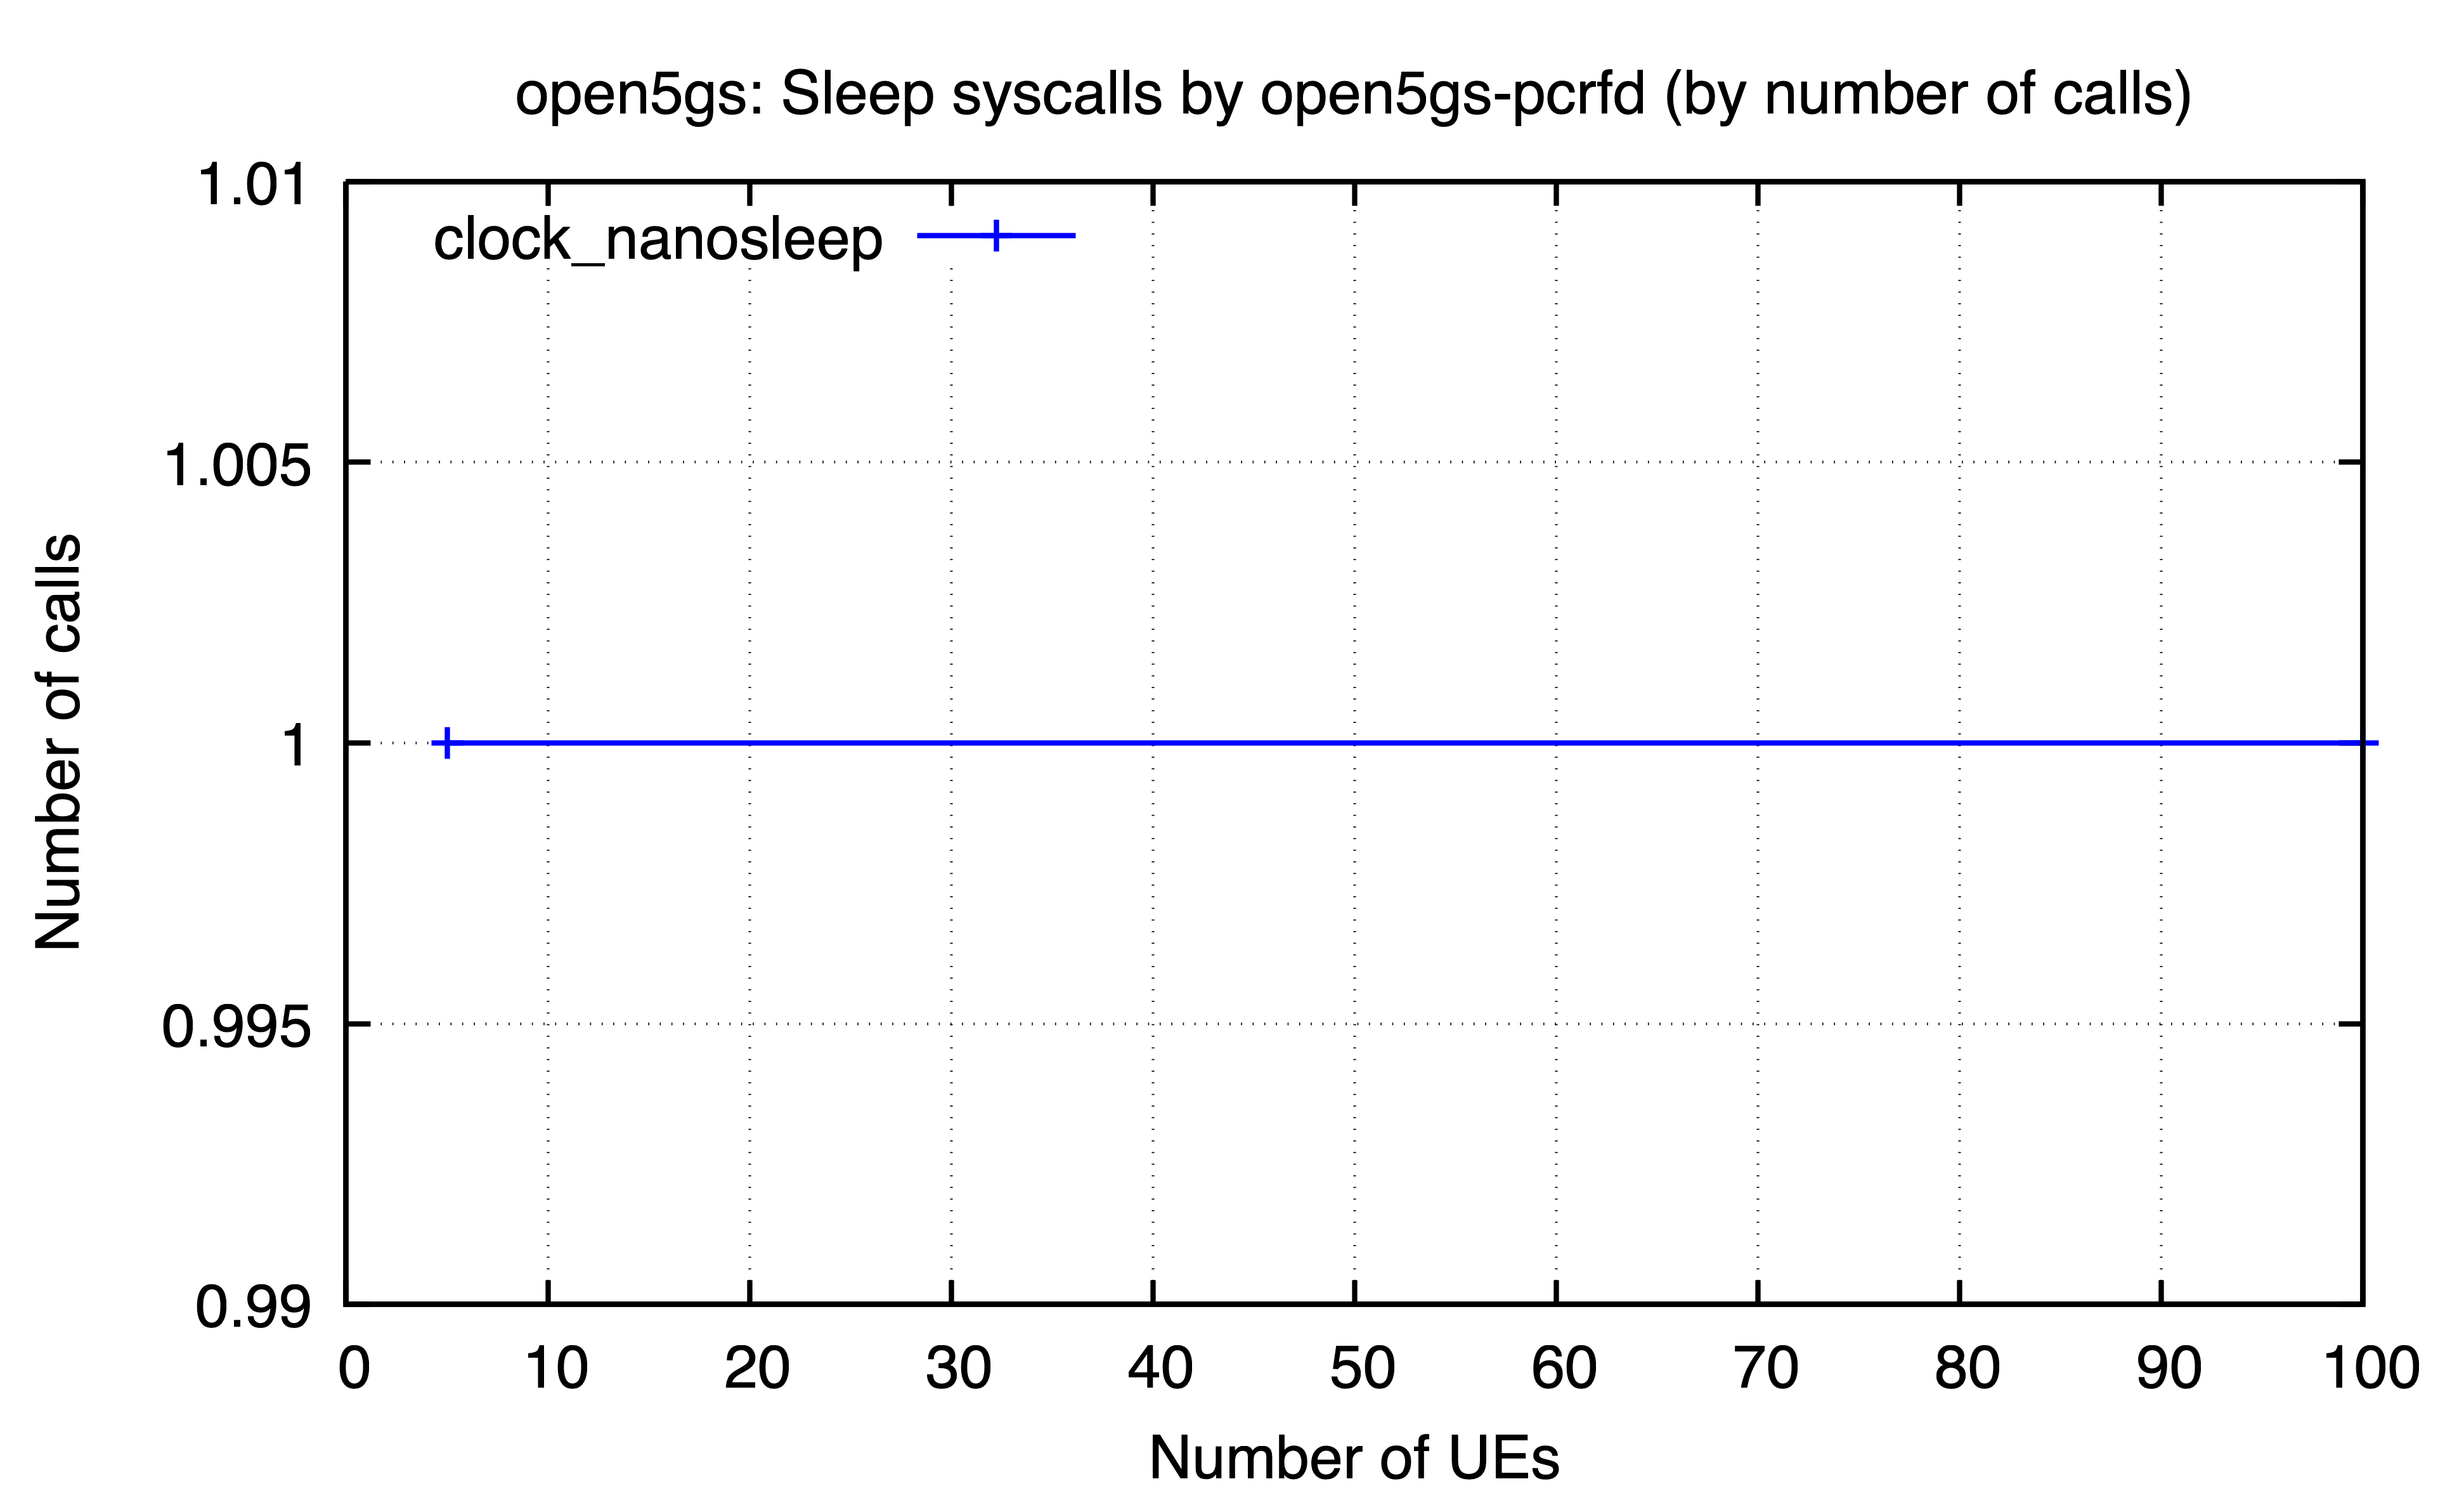 open5gs: Sleep syscalls by open5gs-pcrfd (by number of calls)
1.01
clock_nanosleep
1.005
Number of calls
1
0.995
0.99
0 10 20 30 40 50 60 70 80 90 100
Number of UEs